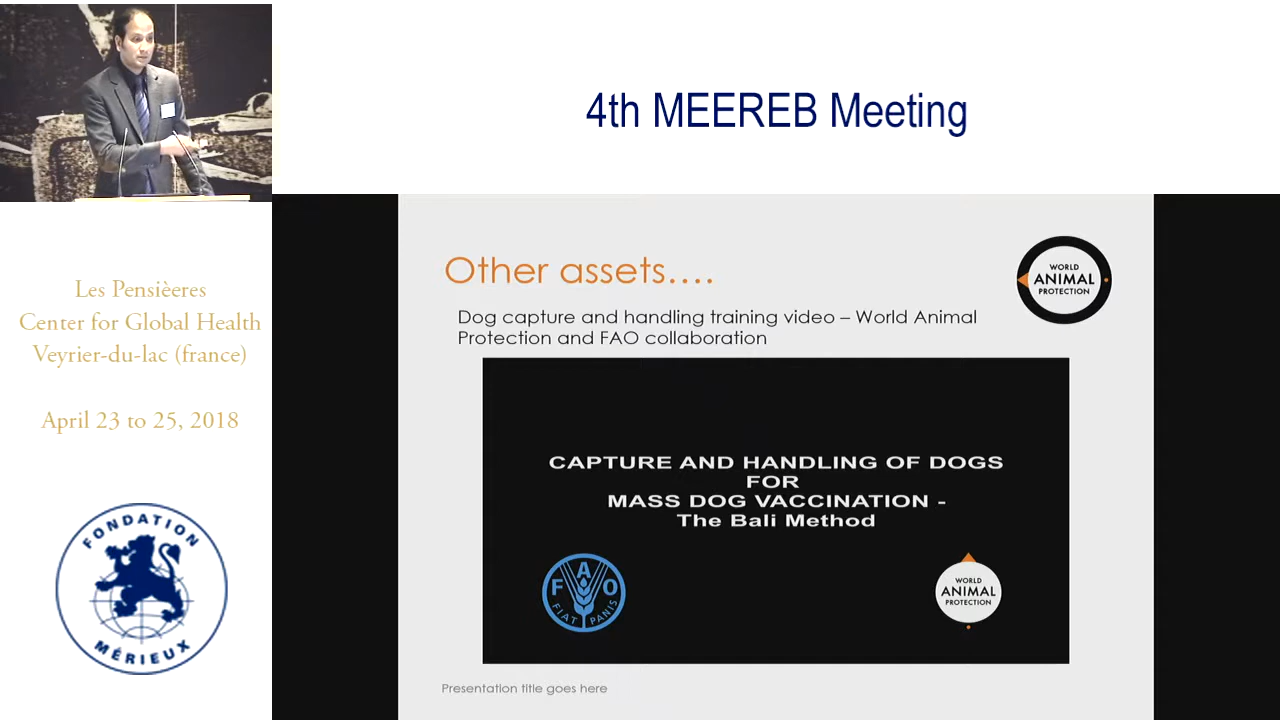 4th MEEREB Meeting
Les Pensièeres
Center for Global Health
Veyrier-du-lac (france)
April 23 to 25, 2018
FONDATION
MÉRIEUX
Other assets....
WORLD
ANIMAL
PROTECTION
Dog capture and handling training video – World Animal
Protection and FAO collaboration
CAPTURE AND HANDLING OF DOGS
FOR
MASS DOG VACCINATION -
The Bali Method
FAO
FIAT PANIS
WORLD
ANIMAL
PROTECTION
Presentation title goes here